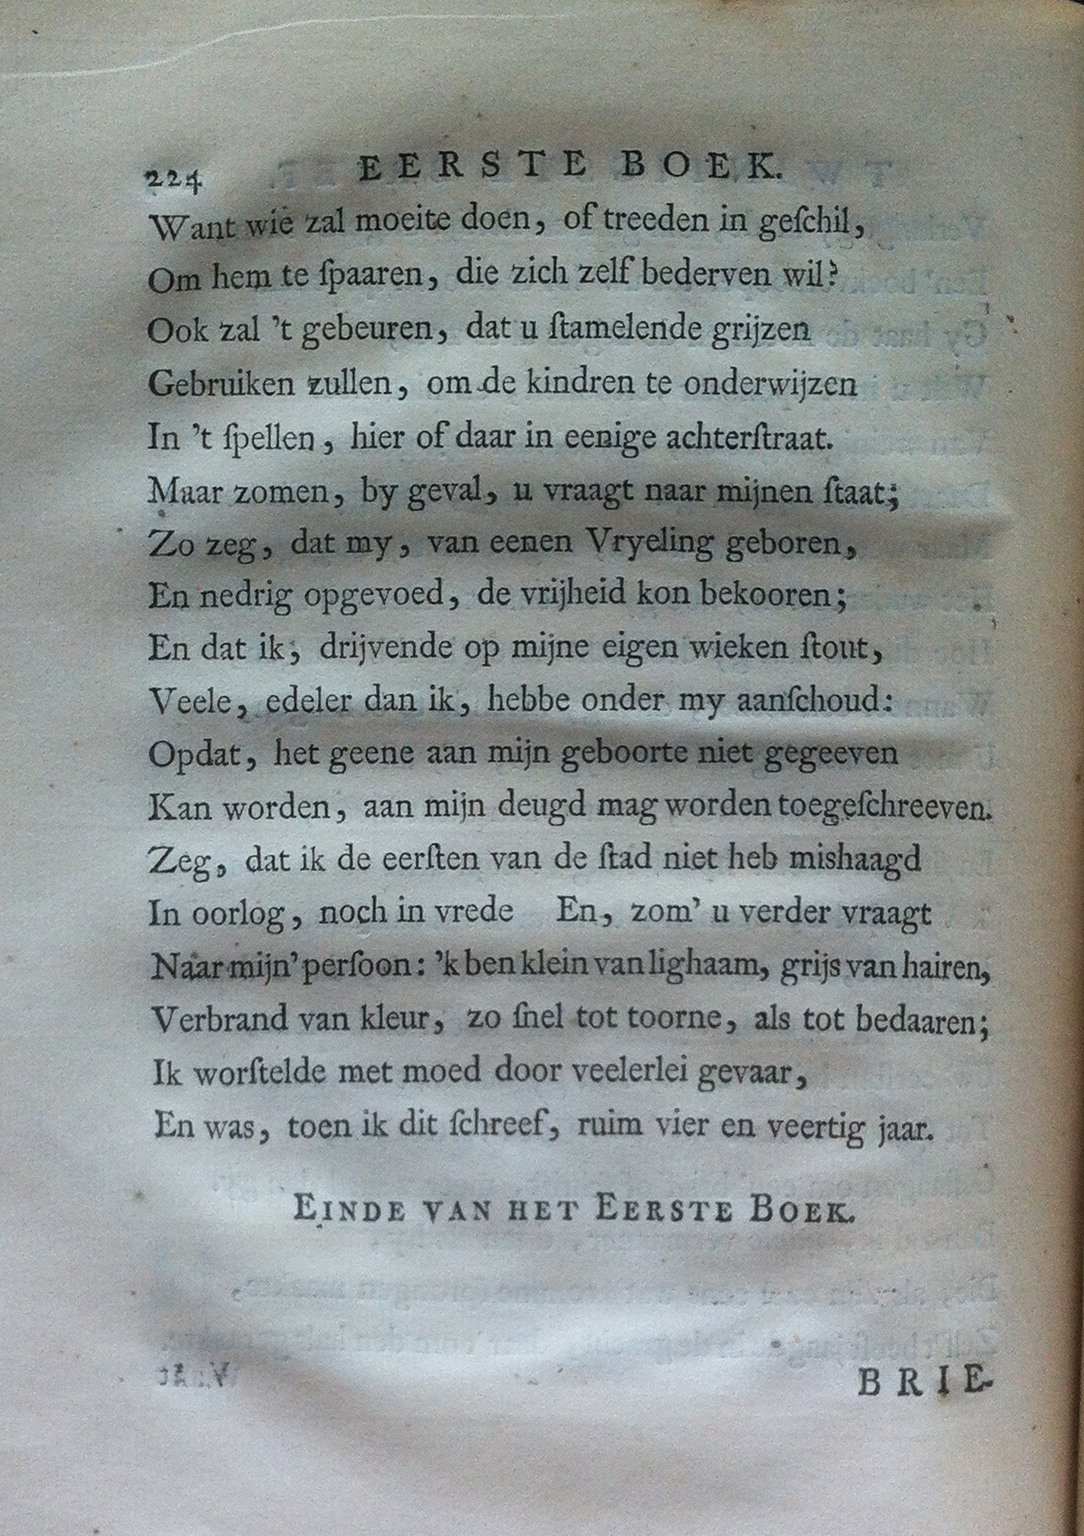 224 EERSTE BOEK.
Want wie zal moeite doen, of treeden in geſchil,
Om hem te ſpaaren, die zich zelf bederven wil?
Ook zal 't gebeuren, dat u ſtamelende grijzen
Gebruiken zullen, om de kindren te onderwijzen
In 't ſpellen, hier of daar in eenige achterſtraat.
Maar zomen, by geval, u vraagt naar mijnen ſtaat;
Zo zeg, dat my, van eenen Vryeling geboren,
En nedrig opgevoed, de vrijheid kon bekooren;
En dat ik, drijvende op mijne eigen wieken ſtout,
Veele, edeler dan ik, hebbe onder my aanſchoud:
Opdat, het geene aan mijn geboorte niet gegeeven
Kan worden, aan mijn deugd mag worden toegeſchreeven.
Zeg, dat ik de eerſten van de ſtad niet heb mishaagd
In oorlog, noch in vrede En, zom' u verder vraagt
Naar mijn' perſoon: 'k ben klein van lighaam, grijs van hairen,
Verbrand van kleur, zo ſnel tot toorne, als tot bedaaren;
Ik worſtelde met moed door veelerlei gevaar,
En was, toen ik dit ſchreef, ruim vier en veertig jaar.
EINDE VAN HET EERSTE BOEK.
BRIE-